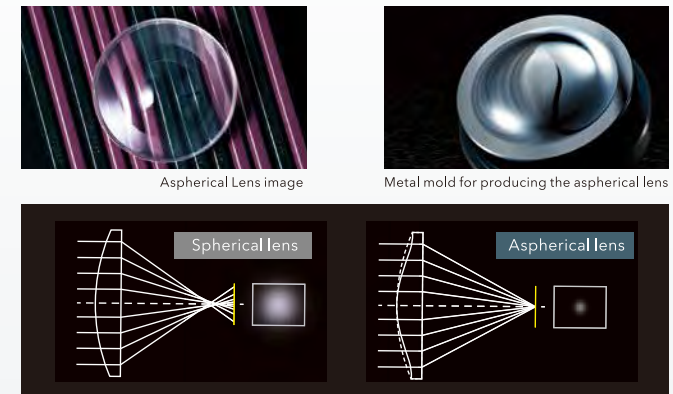 Aspherical Lens image
Metal mold for producing the aspherical lens
Spherical lens
Aspherical lens